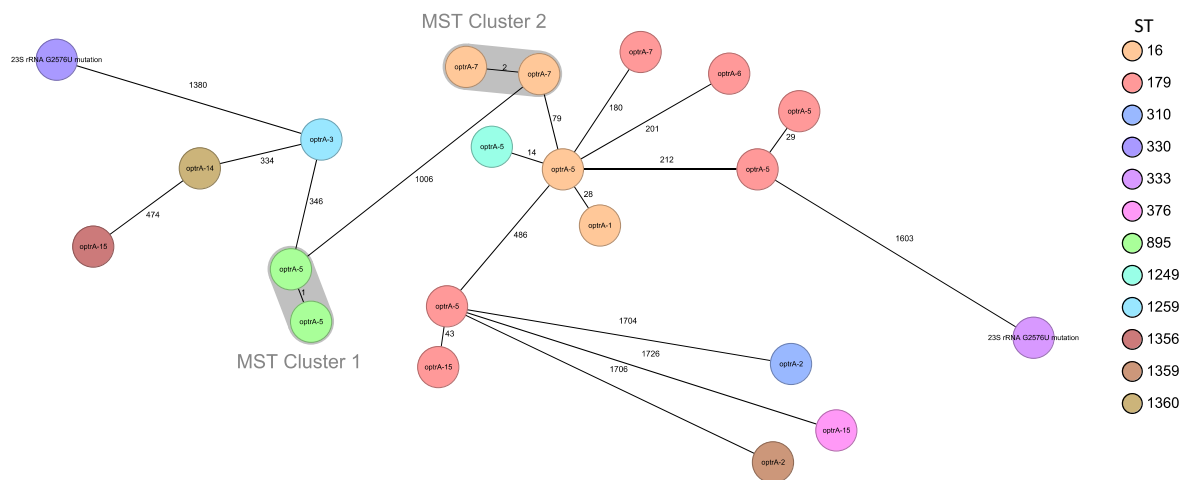 MST Cluster 2
ST
16
179
310
330
333
376
895
1249
1259
1356
1359
1360
23S rRNA G2576U mutation
1380
optrA-3
334
optrA-14
474
optrA-15
346
optrA-5
1
optrA-5
MST Cluster 1
1006
optrA-7
2
optrA-7
79
optrA-5
14
optrA-5
28
optrA-1
180
optrA-7
201
optrA-6
212
optrA-5
29
optrA-5
1603
23S rRNA G2576U mutation
486
optrA-5
43
optrA-15
1704
optrA-2
1726
optrA-15
1706
optrA-2